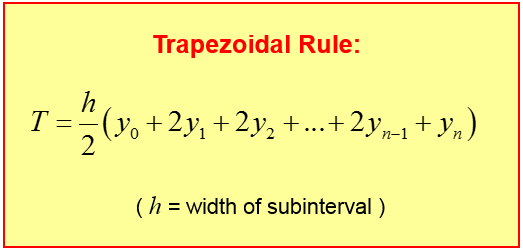 Trapezoidal Rule:
T = h/2 (y₀ + 2y₁ + 2y₂ + ... + 2yₙ₋₁ + yₙ)
( h = width of subinterval )